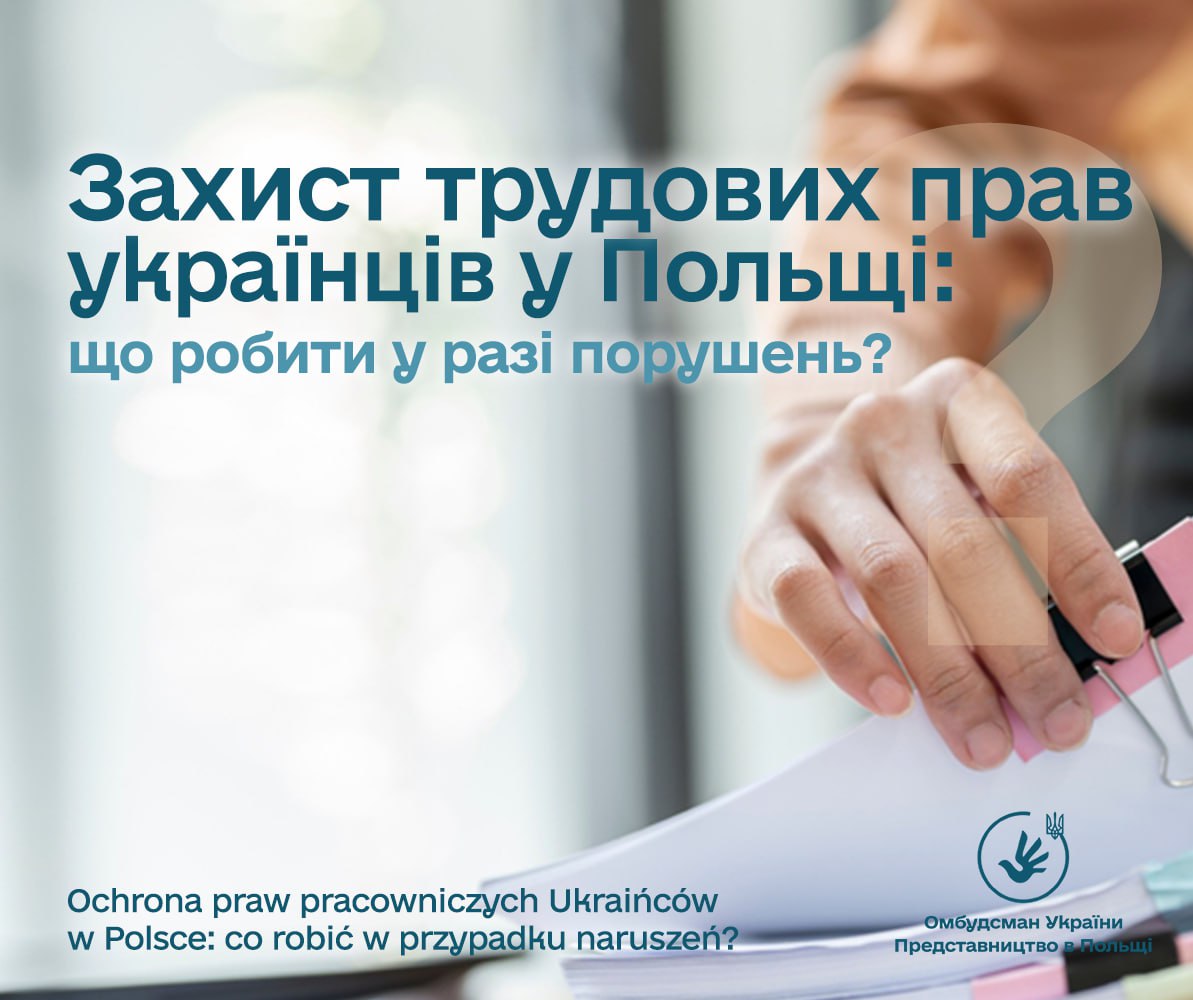 Захист трудових прав
українців у Польщі:
що робити у разі порушень?
Ochrona praw pracowniczych Ukraińców
w Polsce: co robić w przypadku naruszeń?
Омбудсман України
Представництво в Польщі